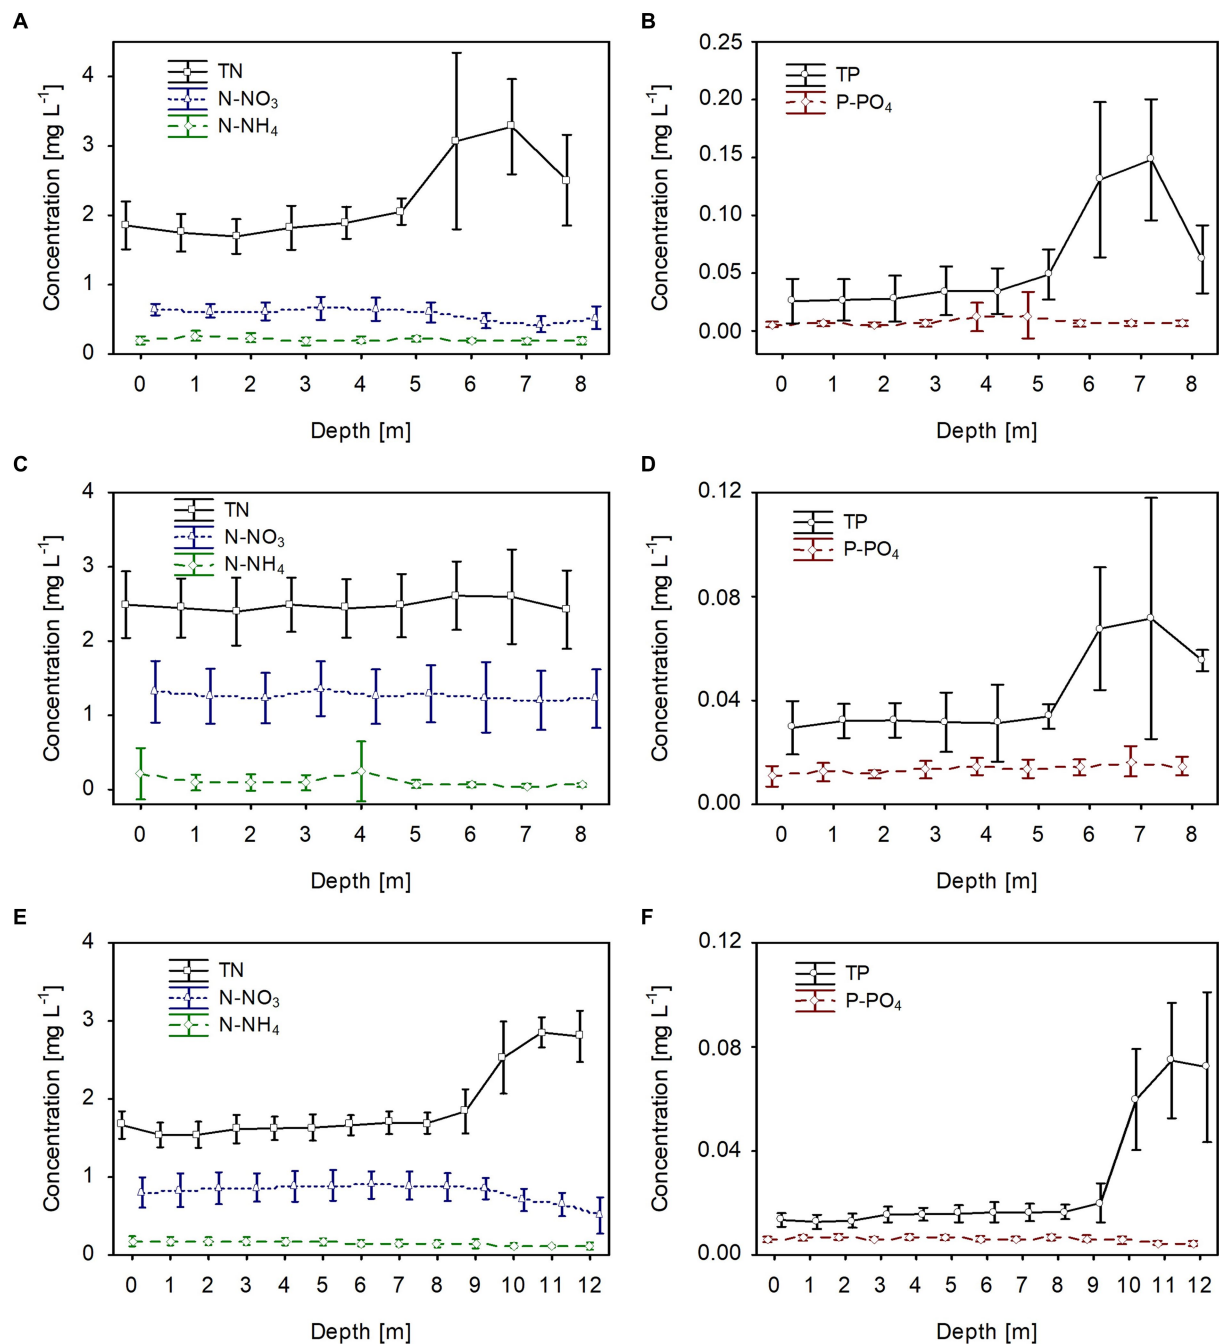 A
TN
N-NO3
N-NH4
Concentration [mg L-1]
4
3
2
1
0
0 1 2 3 4 5 6 7 8
Depth [m]
B
TP
P-PO4
Concentration [mg L-1]
0.25
0.20
0.15
0.10
0.05
0.00
0 1 2 3 4 5 6 7 8
Depth [m]
C
TN
N-NO3
N-NH4
Concentration [mg L-1]
4
3
2
1
0
0 1 2 3 4 5 6 7 8
Depth [m]
D
TP
P-PO4
Concentration [mg L-1]
0.12
0.08
0.04
0.00
0 1 2 3 4 5 6 7 8
Depth [m]
E
TN
N-NO3
N-NH4
Concentration [mg L-1]
4
3
2
1
0
0 1 2 3 4 5 6 7 8 9 10 11 12
Depth [m]
F
TP
P-PO4
Concentration [mg L-1]
0.12
0.08
0.04
0.00
0 1 2 3 4 5 6 7 8 9 10 11 12
Depth [m]